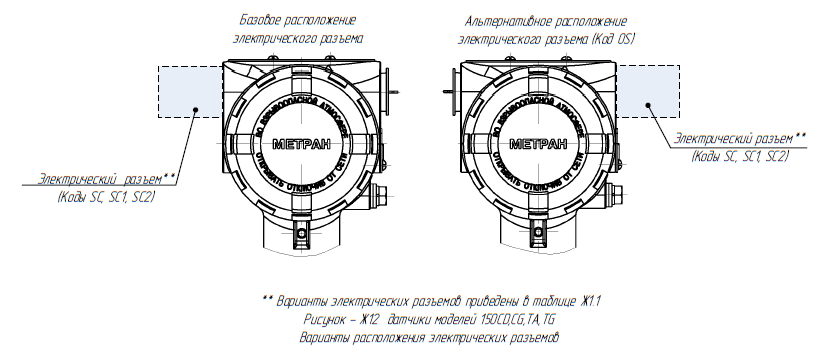 Базовое расположение
электрического разъема
Альтернативное расположение
электрического разъема (Код OS)
ВО ВЗРЫВООПАСНОЙ АТМОСФЕРЕ
МЕТРАН
ОТКРЫВАТЬ ОТКЛЮЧИВ ОТ СЕТИ
Электрический разъем**
(Коды SC, SC1, SC2)
ВО ВЗРЫВООПАСНОЙ АТМОСФЕРЕ
МЕТРАН
ОТКРЫВАТЬ ОТКЛЮЧИВ ОТ СЕТИ
Электрический разъем**
(Коды SC, SC1, SC2)
** Варианты электрических разъемов приведены в таблице Ж1.1
Рисунок – Ж1.2 датчики моделей 150CD,CG,TA,TG
Варианты расположения электрических разъемов